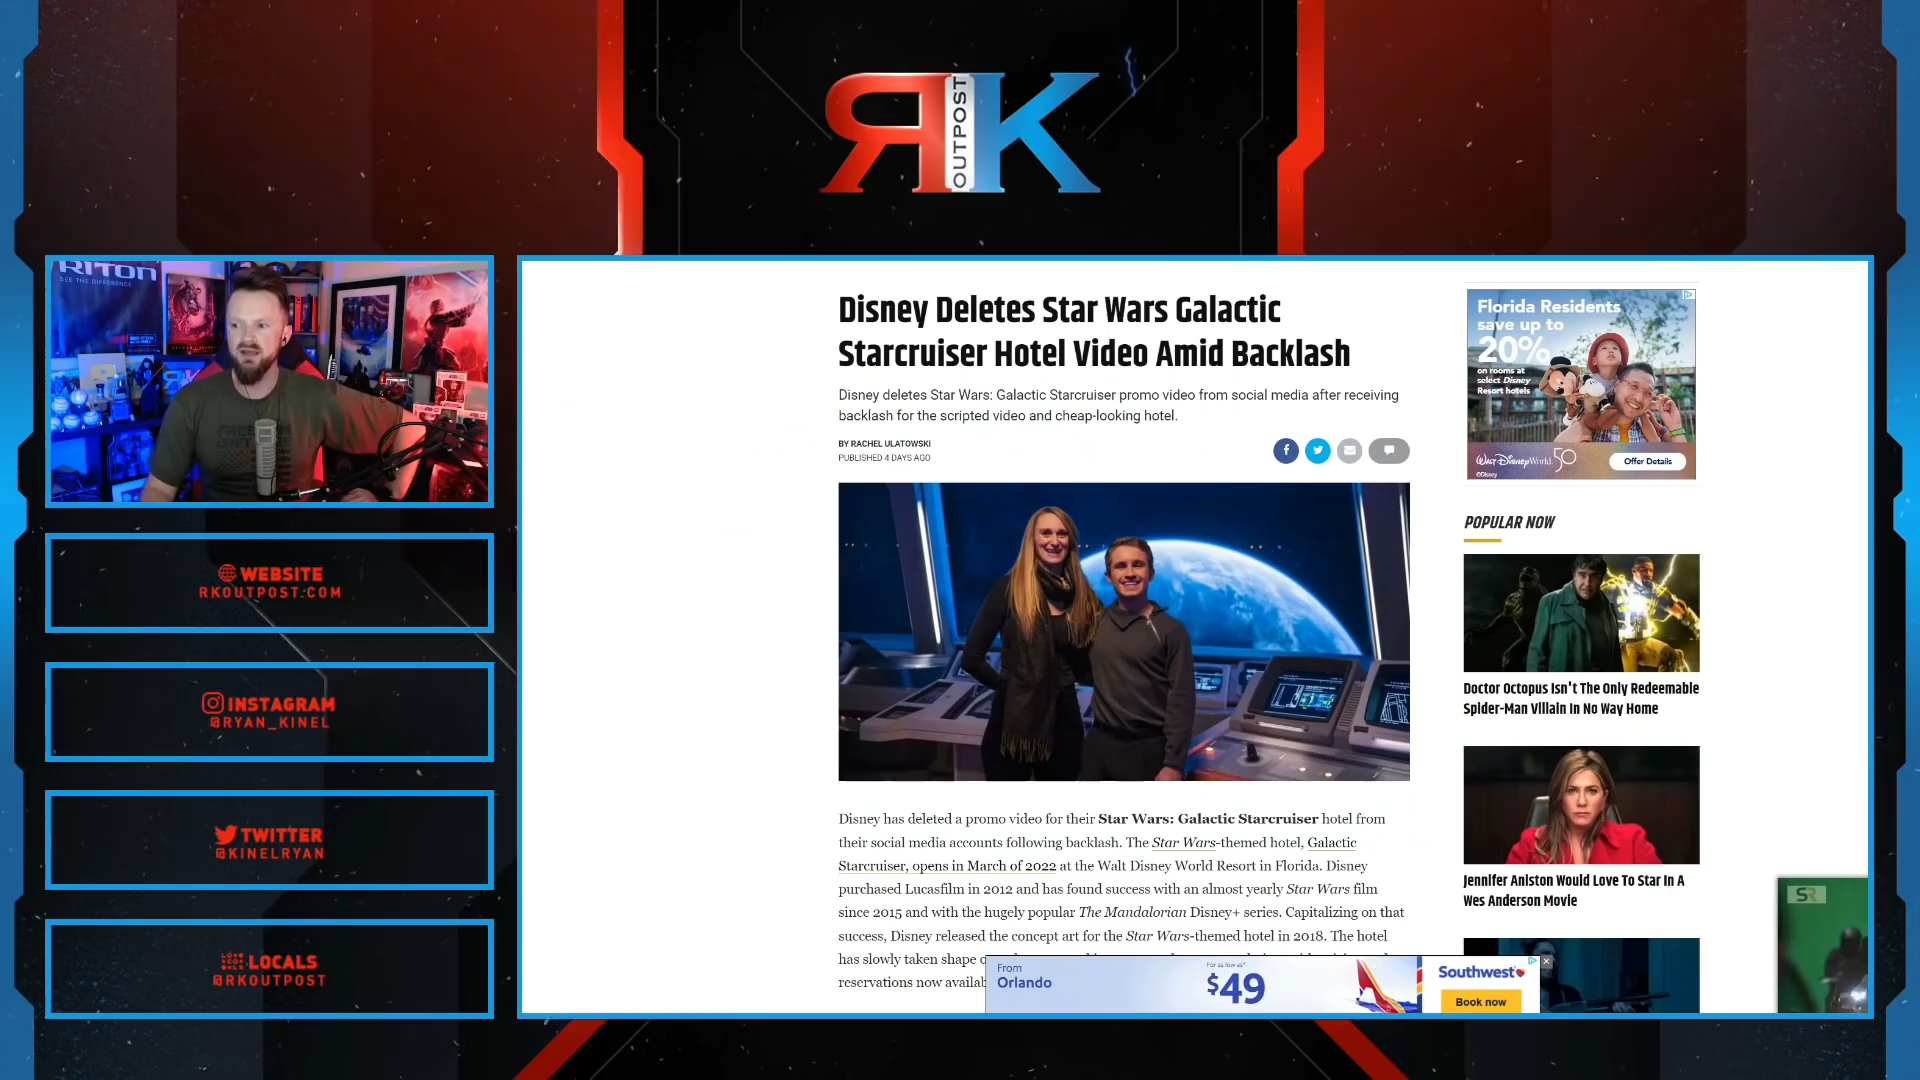 RK
OUTPOST
RITON
SEE THE DIFFERENCE
WEBSITE
RKOUTPOST.COM
INSTAGRAM
@RYAN_KINEL
TWITTER
@KINELRYAN
LOCALS
@RKOUTPOST
Disney Deletes Star Wars Galactic
Starcruiser Hotel Video Amid Backlash
Disney deletes Star Wars: Galactic Starcruiser promo video from social media after receiving
backlash for the scripted video and cheap-looking hotel.
BY RACHEL ULATOWSKI
PUBLISHED 4 DAYS AGO
Disney has deleted a promo video for their Star Wars: Galactic Starcruiser hotel from
their social media accounts following backlash. The Star Wars-themed hotel, Galactic
Starcruiser, opens in March of 2022 at the Walt Disney World Resort in Florida. Disney
purchased Lucasfilm in 2012 and has found success with an almost yearly Star Wars film
since 2015 and with the hugely popular The Mandalorian Disney+ series. Capitalizing on that
success, Disney released the concept art for the Star Wars-themed hotel in 2018. The hotel
has slowly taken shape
reservations now
Florida Residents
save up to
20%
on rooms at
select Disney
Resort hotels
Walt Disney World. 50
©Disney
Offer Details
POPULAR NOW
Doctor Octopus Isn't The Only Redeemable
Spider-Man Villain In No Way Home
Jennifer Aniston Would Love To Star In A
Wes Anderson Movie
SR
From
Orlando
For as low as*
$49
Southwest
Book now